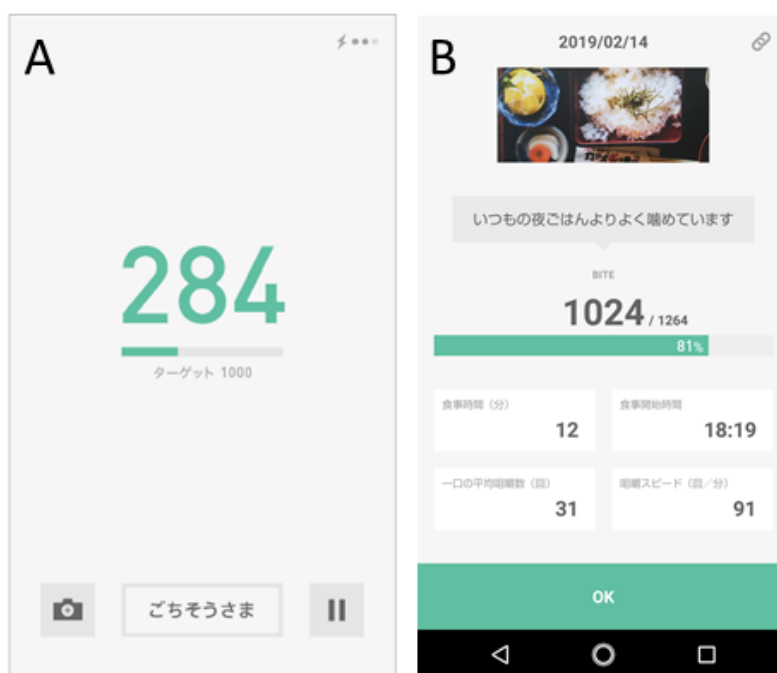 A
284
ターゲット 1000
ごちそうさま
B
2019/02/14
いつもの夜ごはんよりよく噛めています
BITE
1024 / 1264
81%
食事時間（分）
12
食事開始時間
18:19
一口の平均咀嚼数（回）
31
咀嚼スピード（回／分）
91
OK